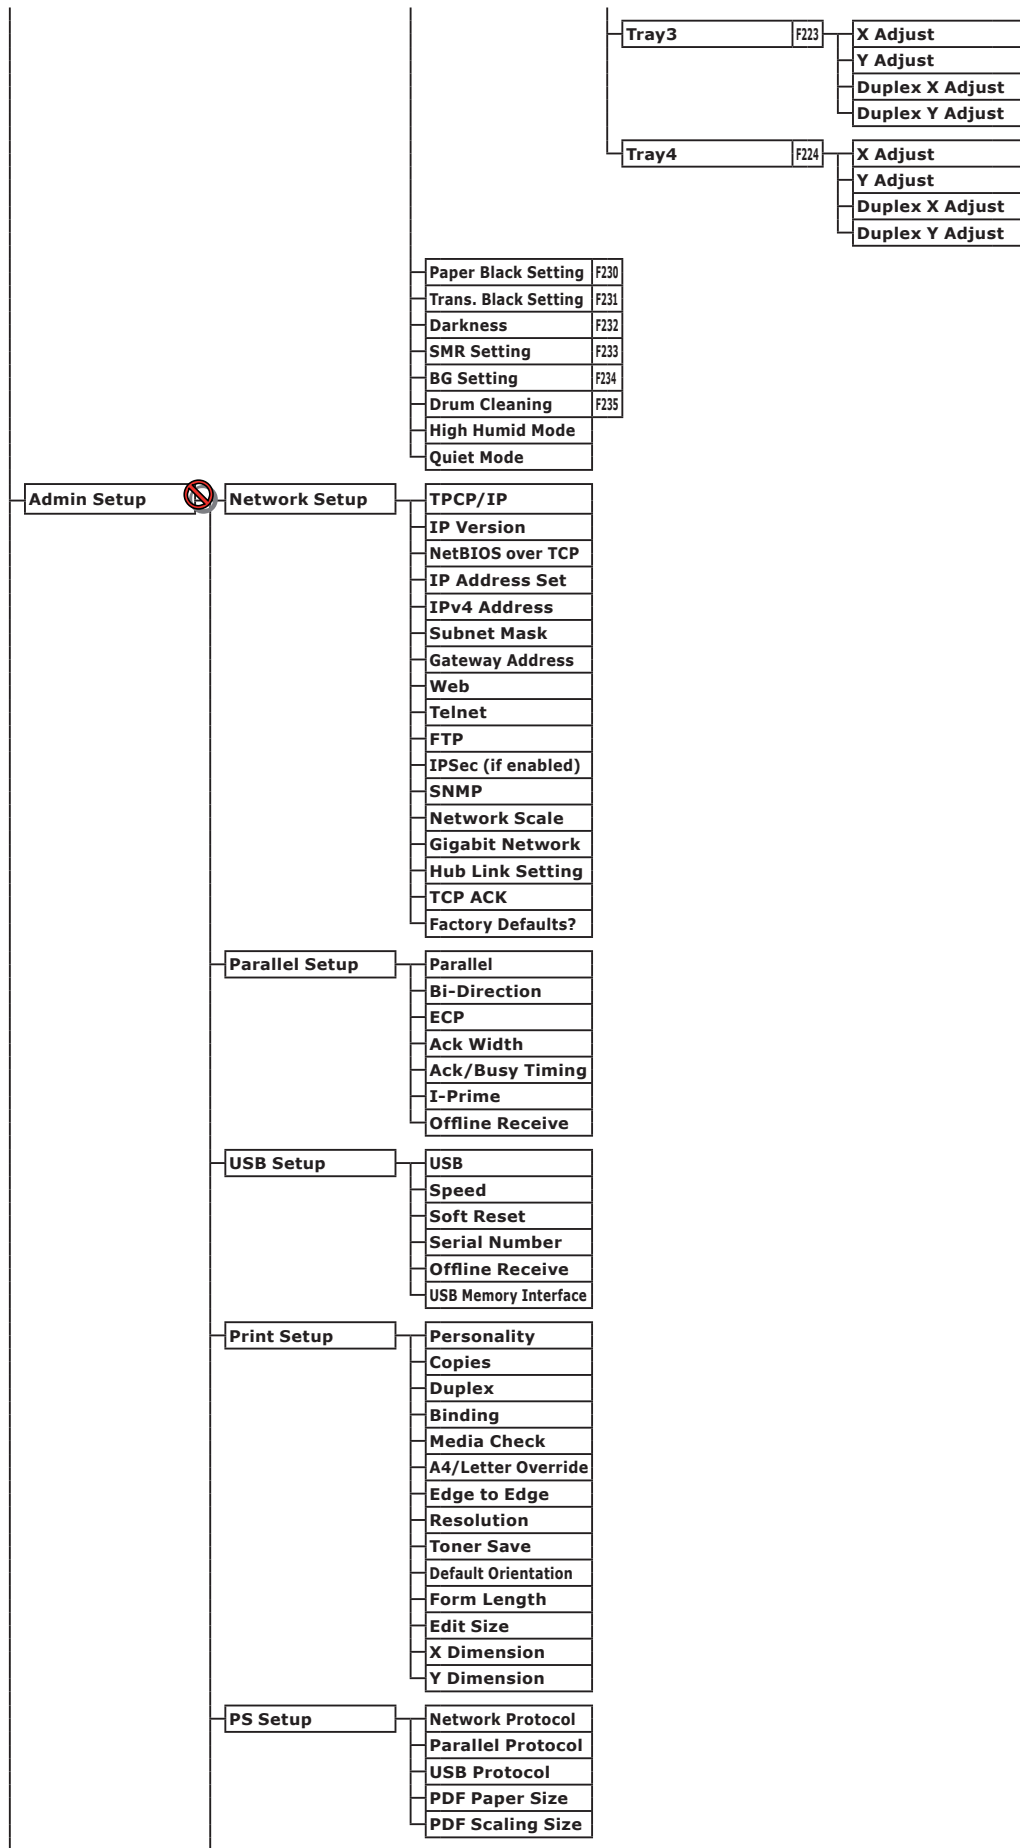 Tray3 F223 X Adjust
Y Adjust
Duplex X Adjust
Duplex Y Adjust
Tray4 F224 X Adjust
Y Adjust
Duplex X Adjust
Duplex Y Adjust
Paper Black Setting F230
Trans. Black Setting F231
Darkness F232
SMR Setting F233
BG Setting F234
Drum Cleaning F235
High Humid Mode
Quiet Mode
Admin Setup Network Setup TPCP/IP
IP Version
NetBIOS over TCP
IP Address Set
IPv4 Address
Subnet Mask
Gateway Address
Web
Telnet
FTP
IPSec (if enabled)
SNMP
Network Scale
Gigabit Network
Hub Link Setting
TCP ACK
Factory Defaults?
Parallel Setup Parallel
Bi-Direction
ECP
Ack Width
Ack/Busy Timing
I-Prime
Offline Receive
USB Setup USB
Speed
Soft Reset
Serial Number
Offline Receive
USB Memory Interface
Print Setup Personality
Copies
Duplex
Binding
Media Check
A4/Letter Override
Edge to Edge
Resolution
Toner Save
Default Orientation
Form Length
Edit Size
X Dimension
Y Dimension
PS Setup Network Protocol
Parallel Protocol
USB Protocol
PDF Paper Size
PDF Scaling Size